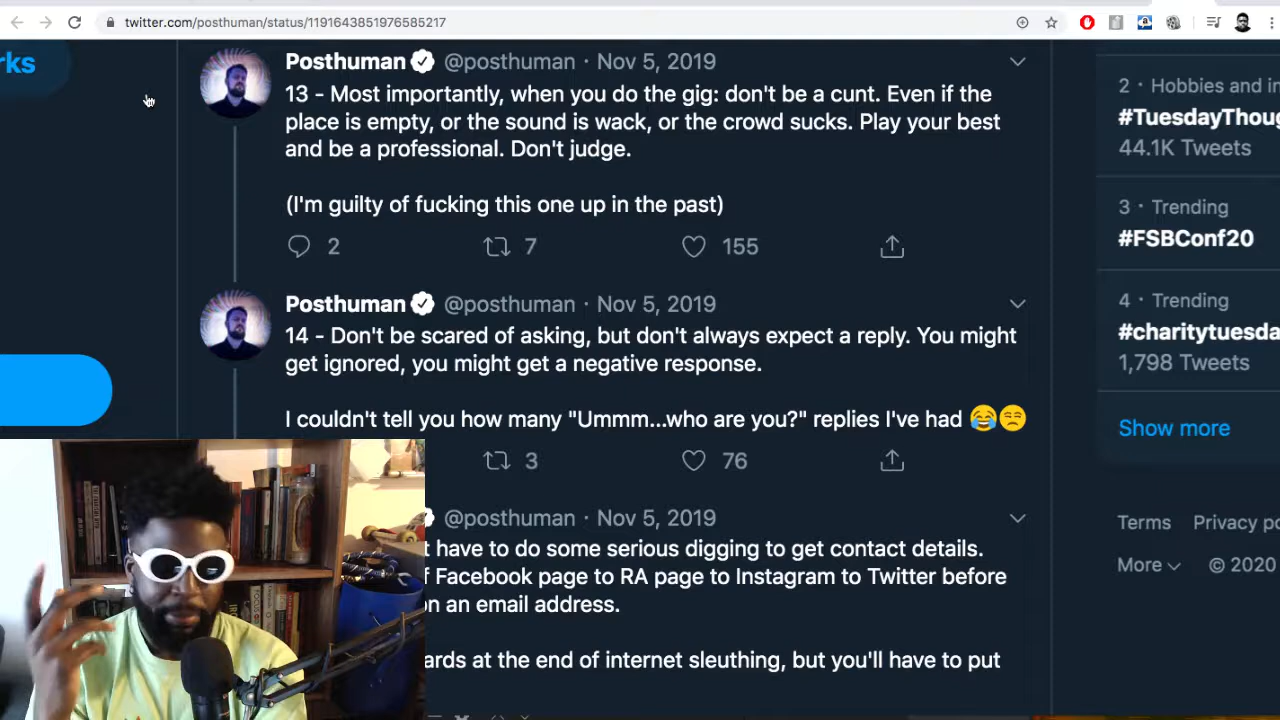 twitter.com/posthuman/status/1191643851976585217
rks
Posthuman @posthuman · Nov 5, 2019
13 - Most importantly, when you do the gig: don't be a cunt. Even if the
place is empty, or the sound is wack, or the crowd sucks. Play your best
and be a professional. Don't judge.
(I'm guilty of fucking this one up in the past)
2 7 155
Posthuman @posthuman · Nov 5, 2019
14 - Don't be scared of asking, but don't always expect a reply. You might
get ignored, you might get a negative response.
I couldn't tell you how many "Ummm...who are you?" replies I've had 😂😒
3 76
@posthuman · Nov 5, 2019
t have to do some serious digging to get contact details.
f Facebook page to RA page to Instagram to Twitter before
on an email address.
ards at the end of internet sleuthing, but you'll have to put
2 · Hobbies and in
#TuesdayThoug
44.1K Tweets
3 · Trending
#FSBConf20
4 · Trending
#charitytuesda
1,798 Tweets
Show more
Terms Privacy po
More © 2020